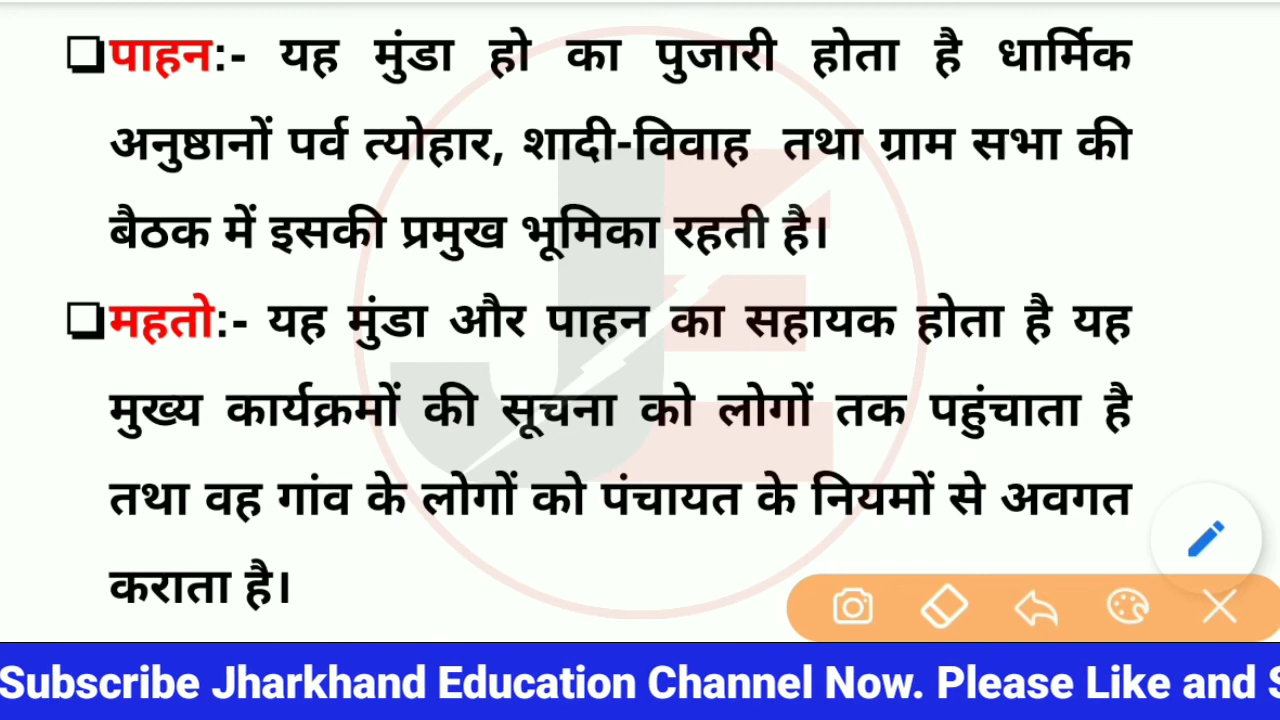 ❑पाहन:- यह मुंडा हो का पुजारी होता है धार्मिक
अनुष्ठानों पर्व त्योहार, शादी-विवाह तथा ग्राम सभा की
बैठक में इसकी प्रमुख भूमिका रहती है।
❑महतो:- यह मुंडा और पाहन का सहायक होता है यह
मुख्य कार्यक्रमों की सूचना को लोगों तक पहुंचाता है
तथा वह गांव के लोगों को पंचायत के नियमों से अवगत
कराता है।
JE
Subscribe Jharkhand Education Channel Now. Please Like and S